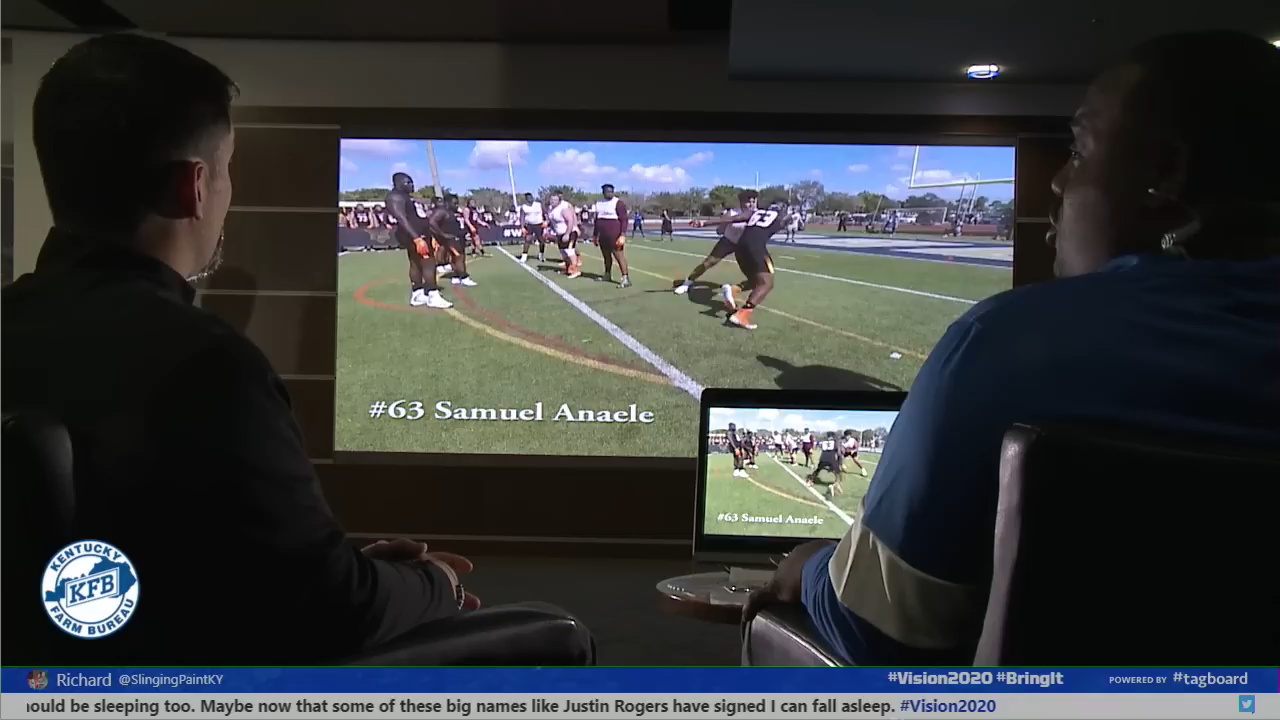 63
#63 Samuel Anaele
#63 Samuel Anaele
KENTUCKY
KFB
FARM BUREAU
Richard @SlingingPaintKY
#Vision2020 #BringIt
POWERED BY #tagboard
ould be sleeping too. Maybe now that some of these big names like Justin Rogers have signed I can fall asleep. #Vision2020